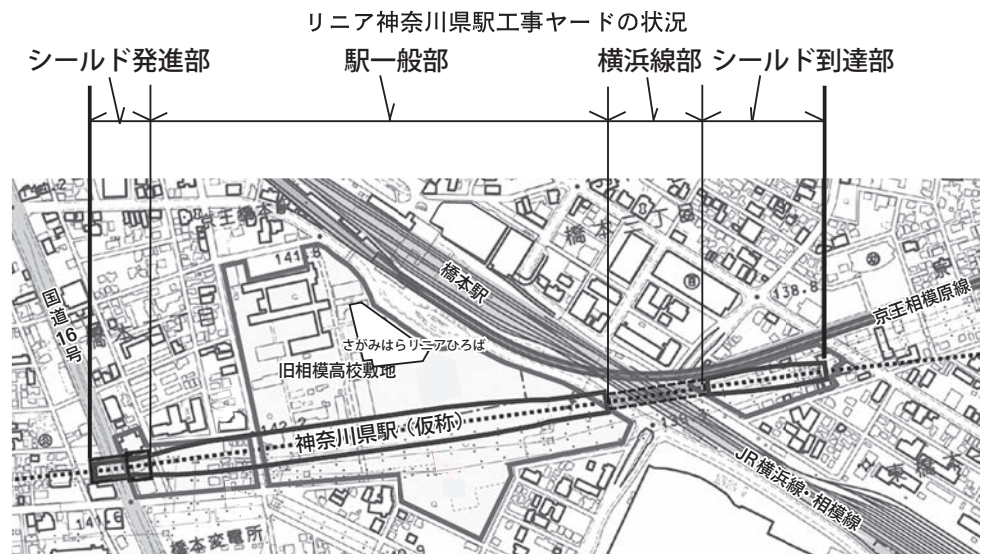 リニア神奈川県駅工事ヤードの状況
シールド発進部
駅一般部
横浜線部
シールド到達部
京王橋本
橋本
141.8
橋本駅
138.8
京王相模原線
国道16号
さがみはらリニアひろば
旧相模高校敷地
神奈川県駅(仮称)
JR横浜線・相模線
東橋本
橋本変電所